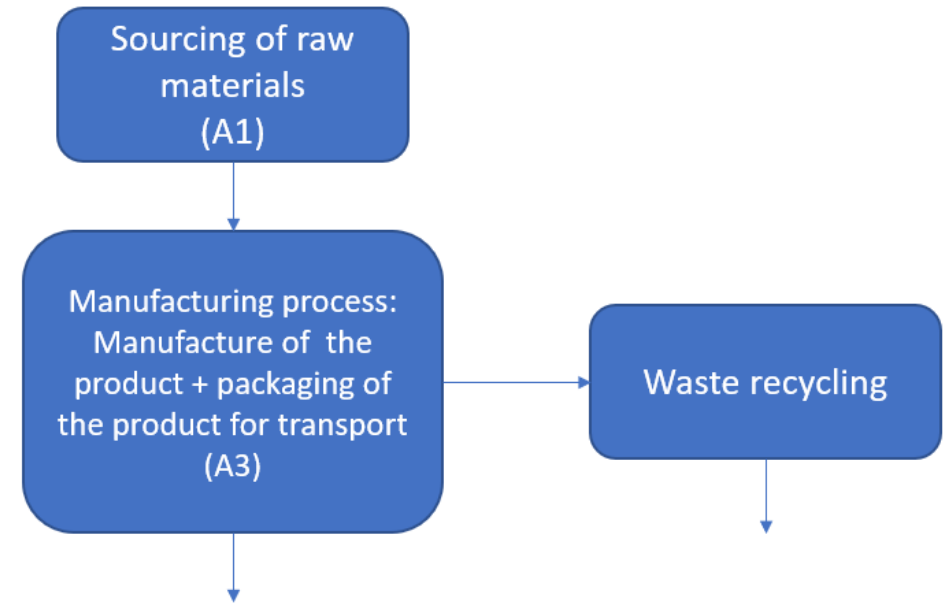 Sourcing of raw
materials
(A1)
Manufacturing process:
Manufacture of  the
product + packaging of
the product for transport
(A3)
Waste recycling